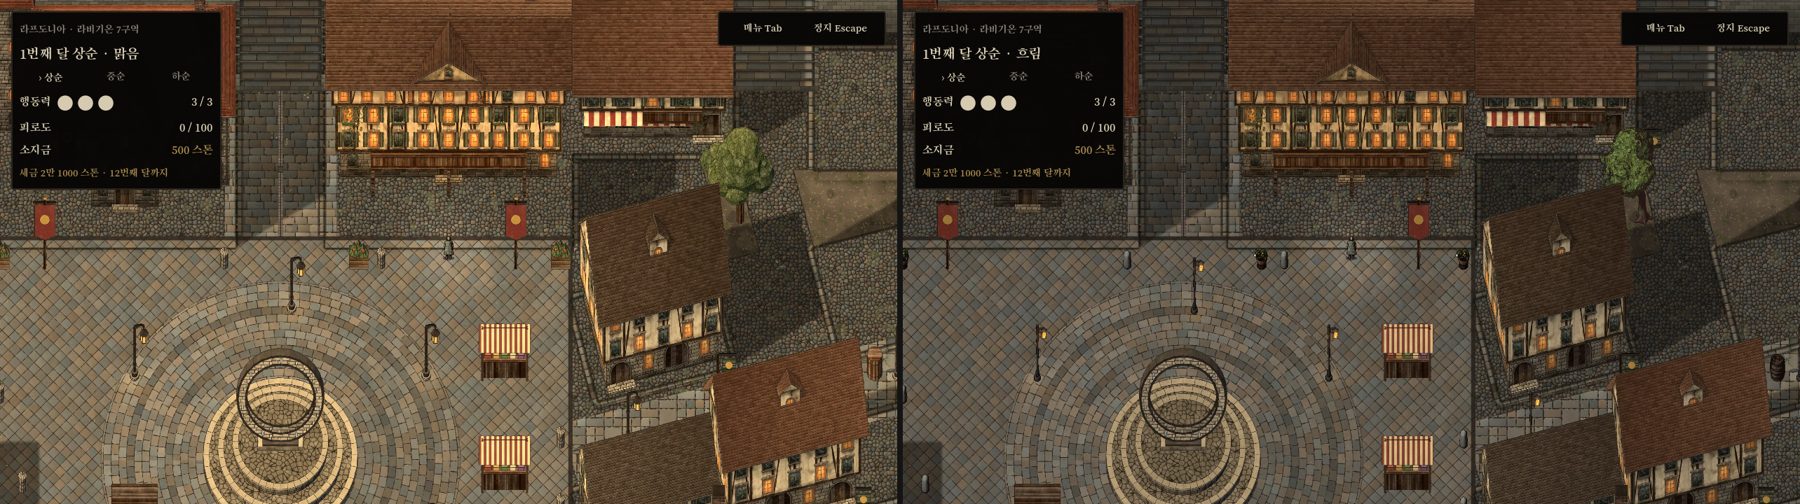 라프도니아 · 라비기온 7구역
1번째 달 상순 · 맑음
› 상순 중순 하순
행동력 3 / 3
피로도 0 / 100
소지금 500 스톤
세금 2만 1000 스톤 · 12번째 달까지
메뉴 Tab 정지 Escape
라프도니아 · 라비기온 7구역
1번째 달 상순 · 흐림
› 상순 중순 하순
행동력 3 / 3
피로도 0 / 100
소지금 500 스톤
세금 2만 1000 스톤 · 12번째 달까지
메뉴 Tab 정지 Escape